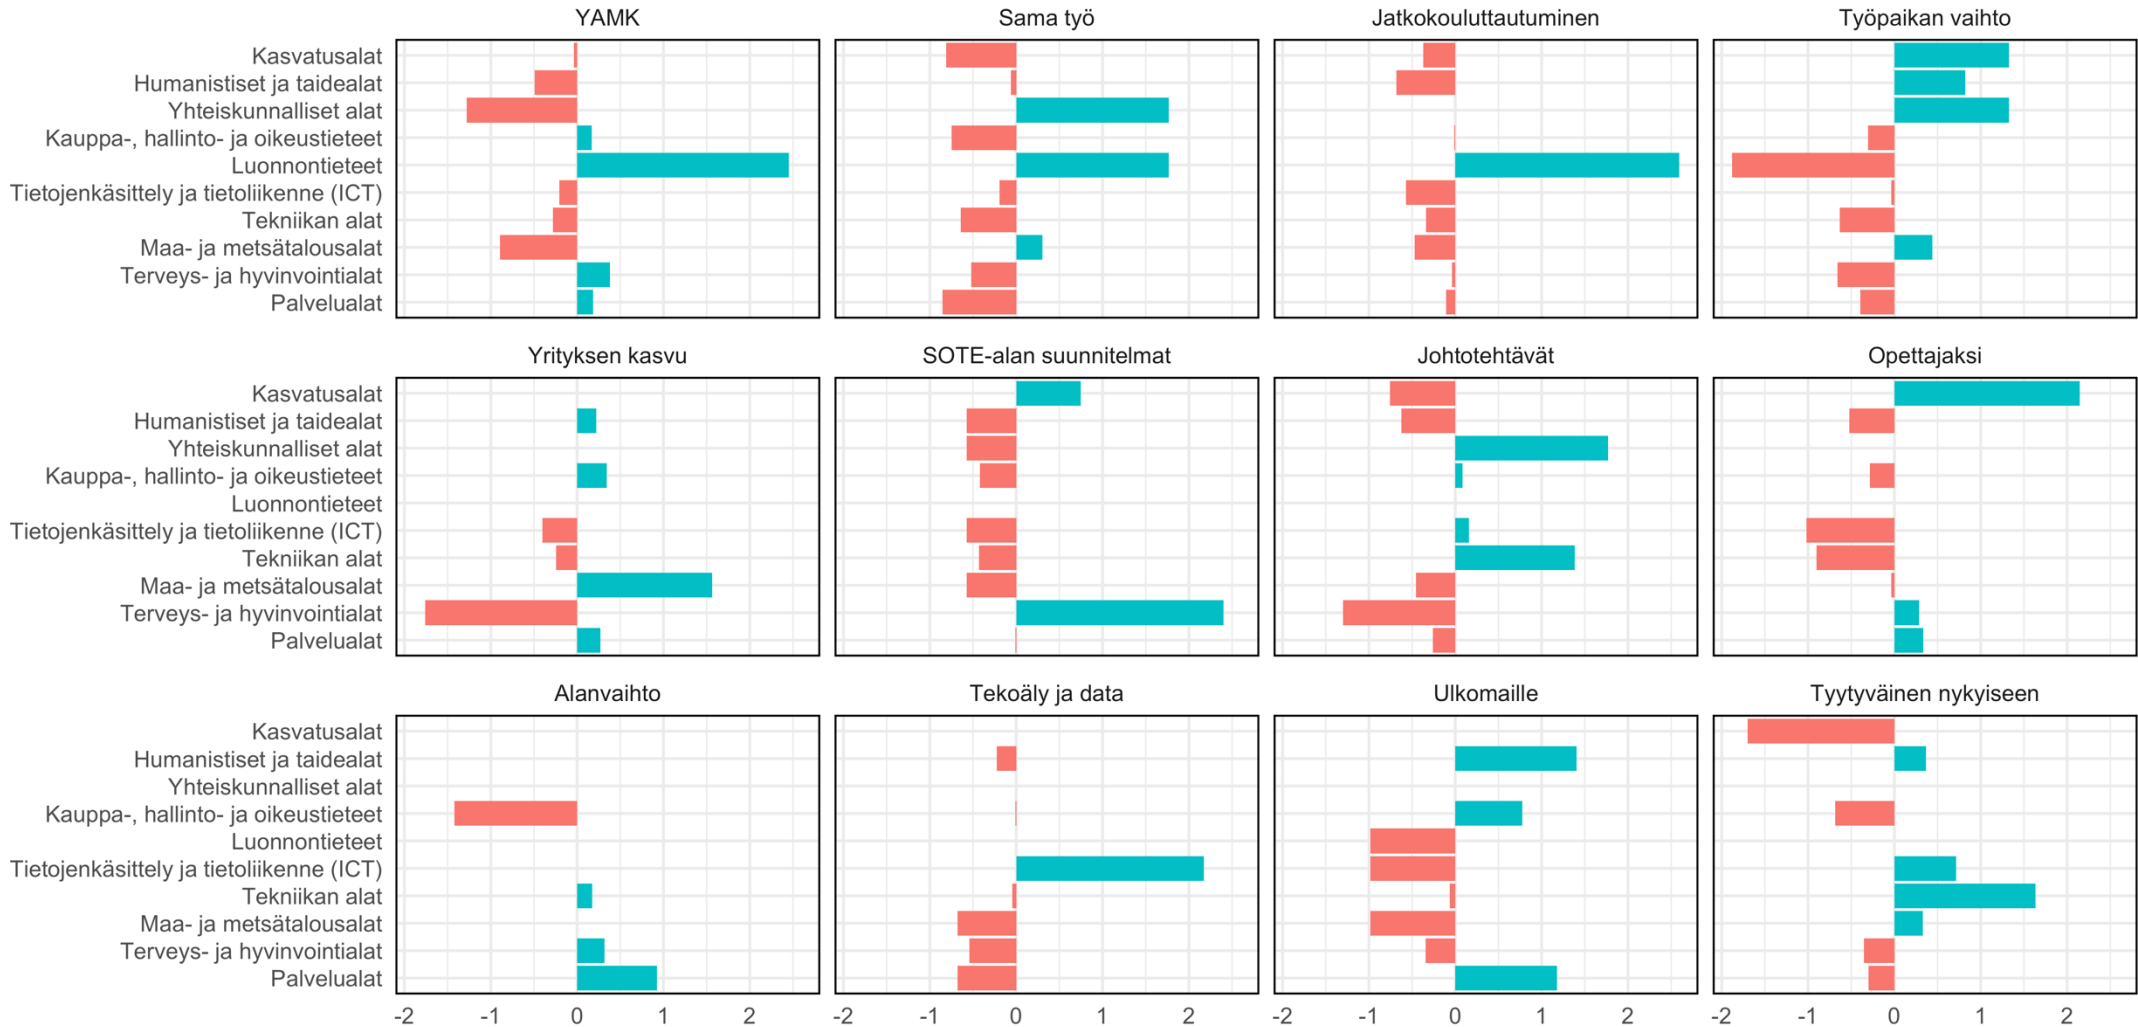 YAMK Sama työ Jatkokouluttautuminen Työpaikan vaihto
Kasvatusalat
Humanistiset ja taidealat
Yhteiskunnalliset alat
Kauppa-, hallinto- ja oikeustieteet
Luonnontieteet
Tietojenkäsittely ja tietoliikenne (ICT)
Tekniikan alat
Maa- ja metsätalousalat
Terveys- ja hyvinvointialat
Palvelualat
Yrityksen kasvu SOTE-alan suunnitelmat Johtotehtävät Opettajaksi
Kasvatusalat
Humanistiset ja taidealat
Yhteiskunnalliset alat
Kauppa-, hallinto- ja oikeustieteet
Luonnontieteet
Tietojenkäsittely ja tietoliikenne (ICT)
Tekniikan alat
Maa- ja metsätalousalat
Terveys- ja hyvinvointialat
Palvelualat
Alanvaihto Tekoäly ja data Ulkomaille Tyytyväinen nykyiseen
Kasvatusalat
Humanistiset ja taidealat
Yhteiskunnalliset alat
Kauppa-, hallinto- ja oikeustieteet
Luonnontieteet
Tietojenkäsittely ja tietoliikenne (ICT)
Tekniikan alat
Maa- ja metsätalousalat
Terveys- ja hyvinvointialat
Palvelualat
-2 -1 0 1 2 -2 -1 0 1 2 -2 -1 0 1 2 -2 -1 0 1 2